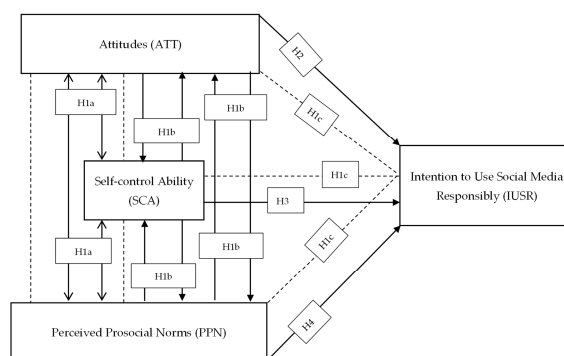 Attitudes (ATT)
H2
H1a
H1b
H1b
H1c
Self-control Ability
(SCA)
H1c
H3
Intention to Use Social Media
Responsibly (IUSR)
H1a
H1b
H1b
H1c
Perceived Prosocial Norms (PPN)
H4